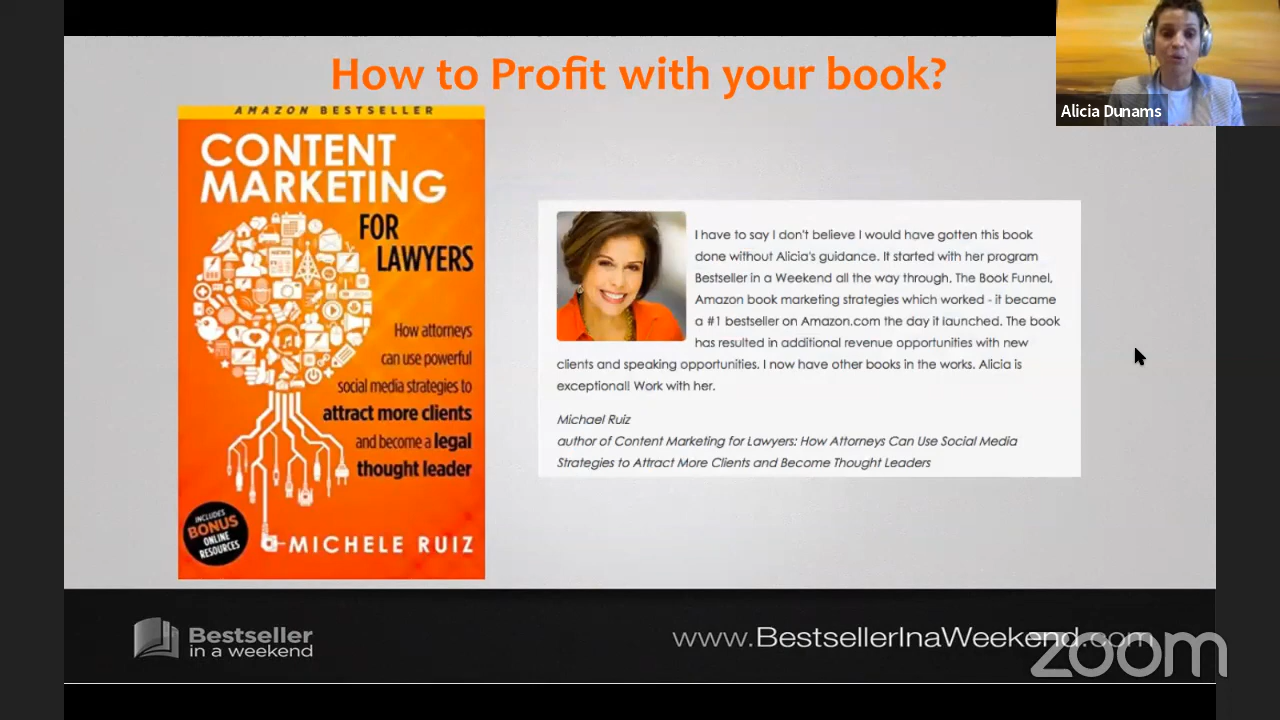 How to Profit with your book?
Alicia Dunams
AMAZON BESTSELLER
CONTENT
MARKETING
FOR
LAWYERS
NEWS
How attorneys
can use powerful
social media strategies to
attract more clients
and become a legal
thought leader
INCLUDES
BONUS
ONLINE
RESOURCES
MICHELE RUIZ
I have to say I don't believe I would have gotten this book
done without Alicia's guidance. It started with her program
Bestseller in a Weekend all the way through. The Book Funnel,
Amazon book marketing strategies which worked - it became
a #1 bestseller on Amazon.com the day it launched. The book
has resulted in additional revenue opportunities with new
clients and speaking opportunities. I now have other books in the works. Alicia is
exceptional! Work with her.
Michael Ruiz
author of Content Marketing for Lawyers: How Attorneys Can Use Social Media
Strategies to Attract More Clients and Become Thought Leaders
Bestseller
in a weekend
www.BestsellerInaWeekend.com
zoom